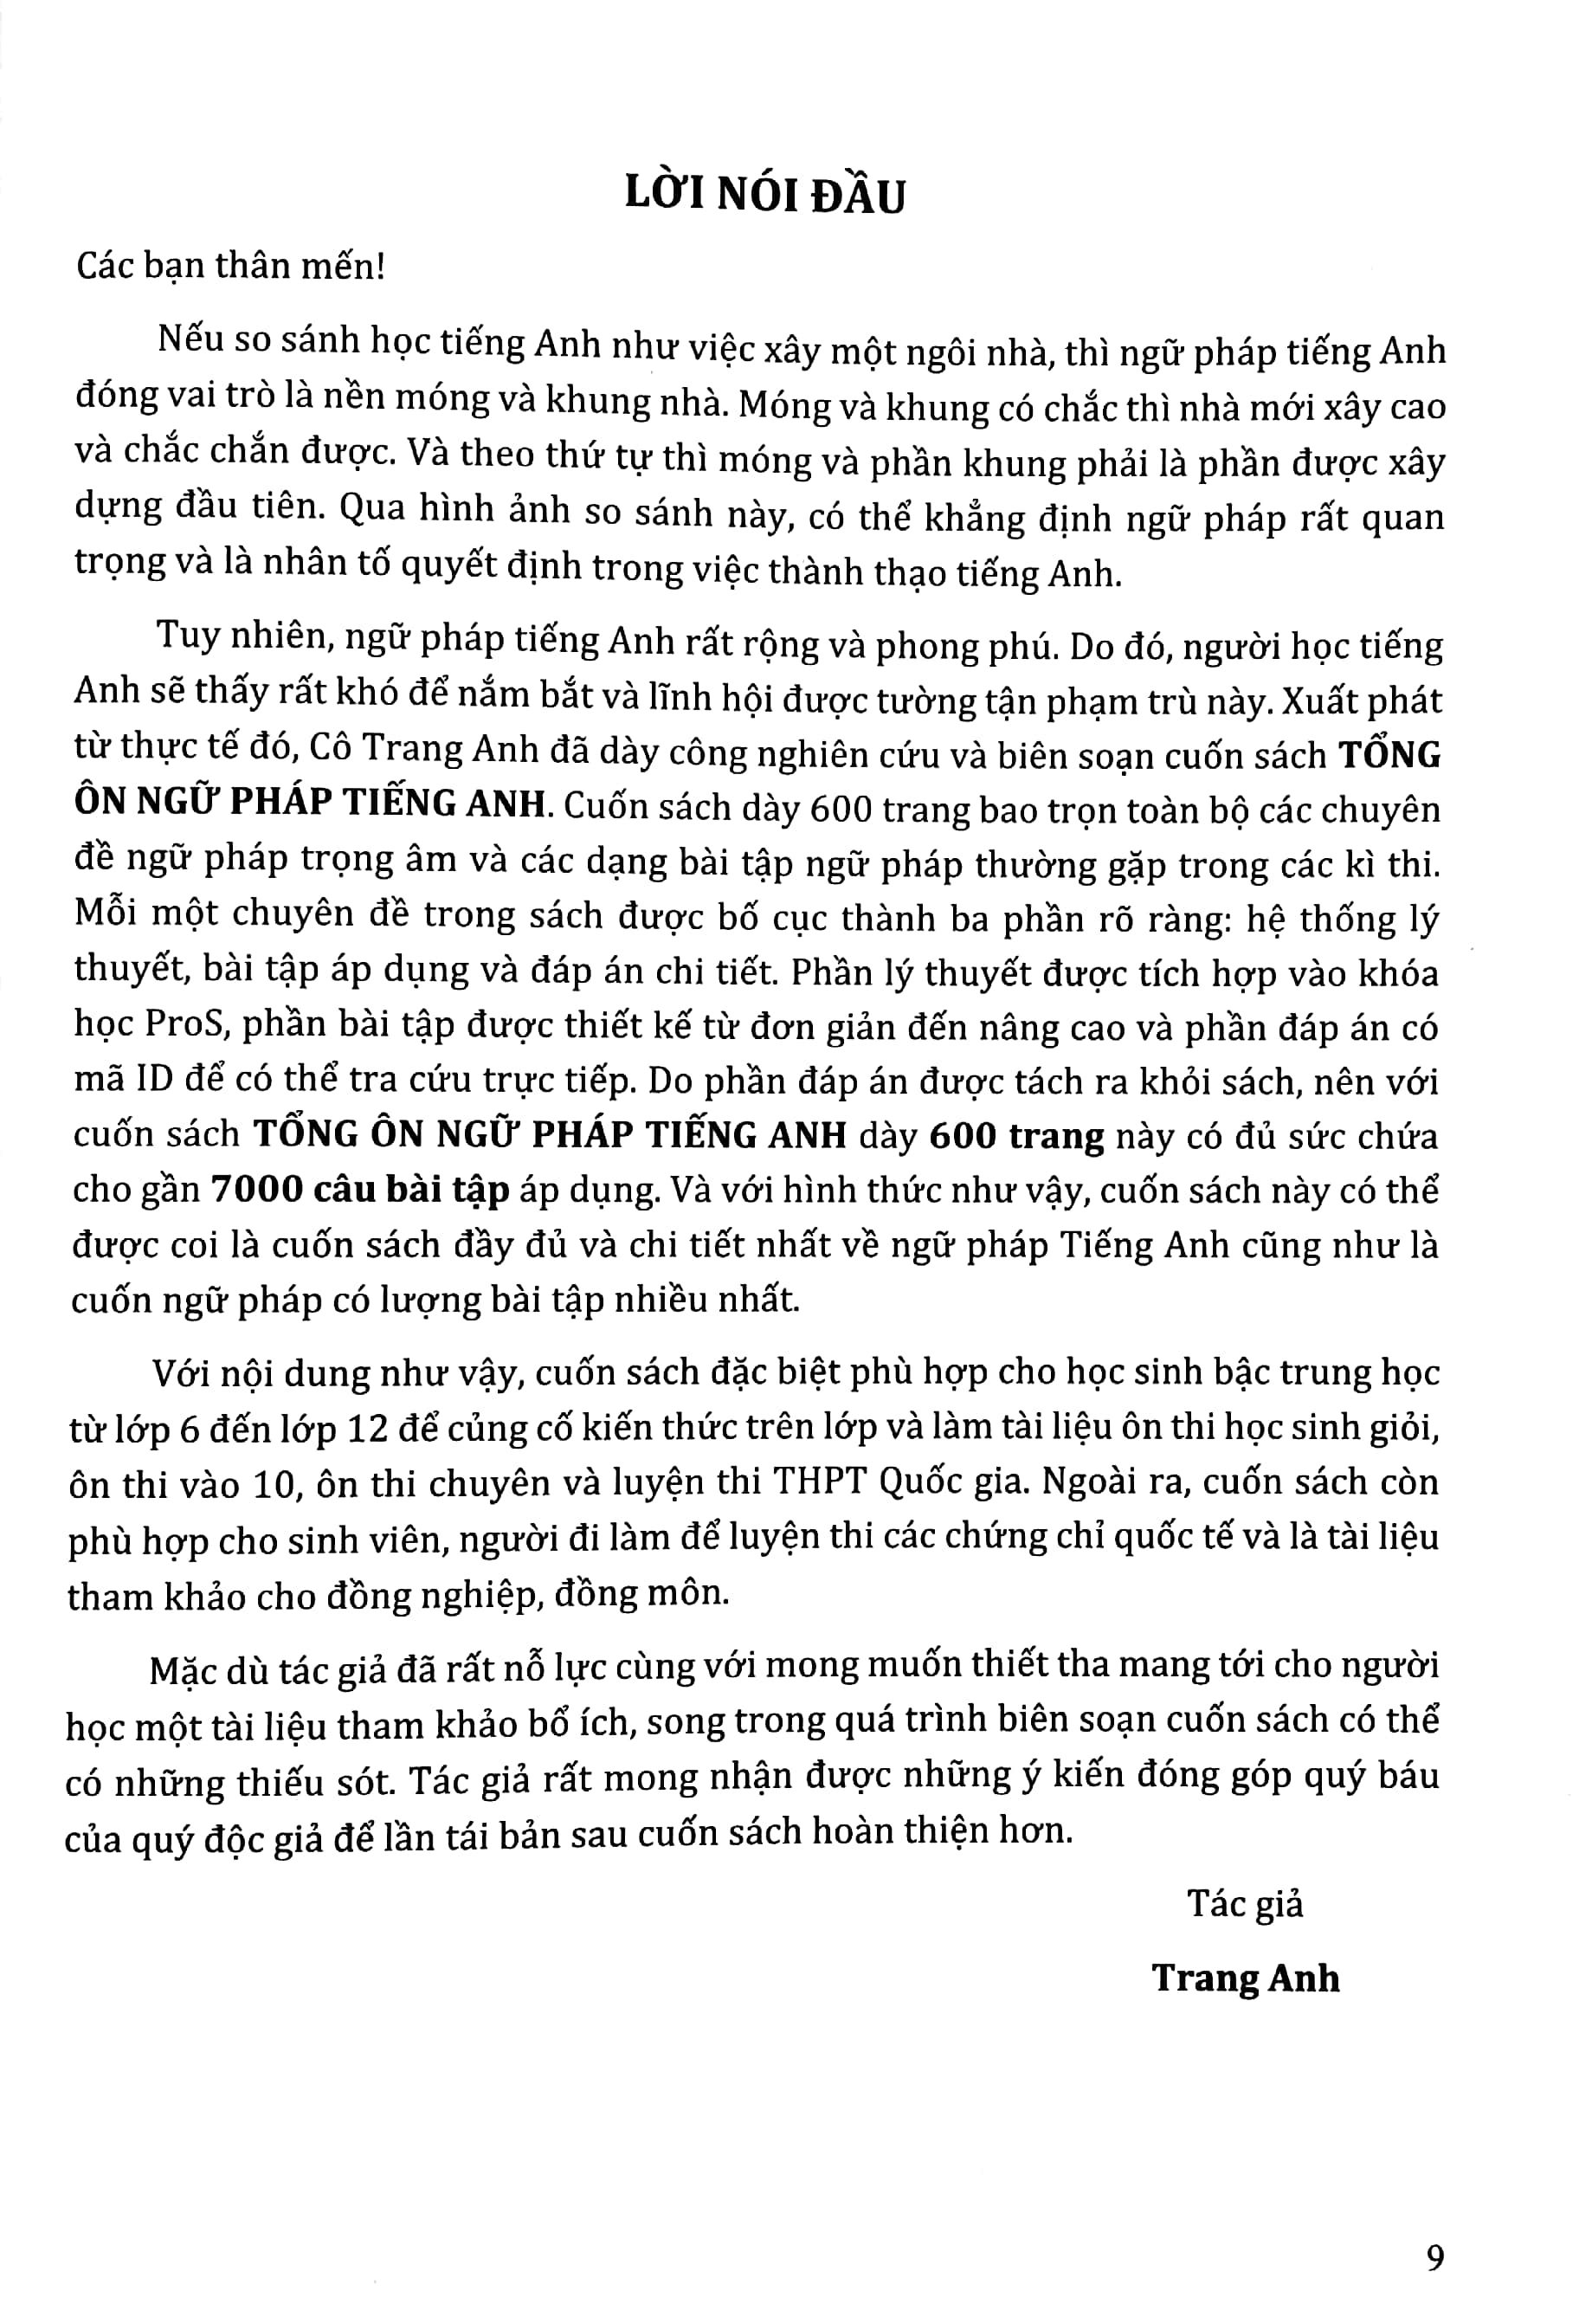 LỜI NÓI ĐẦU
Các bạn thân mến!
Nếu so sánh học tiếng Anh như việc xây một ngôi nhà, thì ngữ pháp tiếng Anh
đóng vai trò là nền móng và khung nhà. Móng và khung có chắc thì nhà mới xây cao
và chắc chắn được. Và theo thứ tự thì móng và phần khung phải là phần được xây
dựng đầu tiên. Qua hình ảnh so sánh này, có thể khẳng định ngữ pháp rất quan
trọng và là nhân tố quyết định trong việc thành thạo tiếng Anh.
Tuy nhiên, ngữ pháp tiếng Anh rất rộng và phong phú. Do đó, người học tiếng
Anh sẽ thấy rất khó để nắm bắt và lĩnh hội được tường tận phạm trù này. Xuất phát
từ thực tế đó, Cô Trang Anh đã dày công nghiên cứu và biên soạn cuốn sách TỔNG
ÔN NGỮ PHÁP TIẾNG ANH. Cuốn sách dày 600 trang bao trọn toàn bộ các chuyên
đề ngữ pháp trọng âm và các dạng bài tập ngữ pháp thường gặp trong các kì thi.
Mỗi một chuyên đề trong sách được bố cục thành ba phần rõ ràng: hệ thống lý
thuyết, bài tập áp dụng và đáp án chi tiết. Phần lý thuyết được tích hợp vào khóa
học ProS, phần bài tập được thiết kế từ đơn giản đến nâng cao và phần đáp án có
mã ID để có thể tra cứu trực tiếp. Do phần đáp án được tách ra khỏi sách, nên với
cuốn sách TỔNG ÔN NGỮ PHÁP TIẾNG ANH dày 600 trang này có đủ sức chứa
cho gần 7000 câu bài tập áp dụng. Và với hình thức như vậy, cuốn sách này có thể
được coi là cuốn sách đầy đủ và chi tiết nhất về ngữ pháp Tiếng Anh cũng như là
cuốn ngữ pháp có lượng bài tập nhiều nhất.
Với nội dung như vậy, cuốn sách đặc biệt phù hợp cho học sinh bậc trung học
từ lớp 6 đến lớp 12 để củng cố kiến thức trên lớp và làm tài liệu ôn thi học sinh giỏi,
ôn thi vào 10, ôn thi chuyên và luyện thi THPT Quốc gia. Ngoài ra, cuốn sách còn
phù hợp cho sinh viên, người đi làm để luyện thi các chứng chỉ quốc tế và là tài liệu
tham khảo cho đồng nghiệp, đồng môn.
Mặc dù tác giả đã rất nỗ lực cùng với mong muốn thiết tha mang tới cho người
học một tài liệu tham khảo bổ ích, song trong quá trình biên soạn cuốn sách có thể
có những thiếu sót. Tác giả rất mong nhận được những ý kiến đóng góp quý báu
của quý độc giả để lần tái bản sau cuốn sách hoàn thiện hơn.
Tác giả
Trang Anh
9